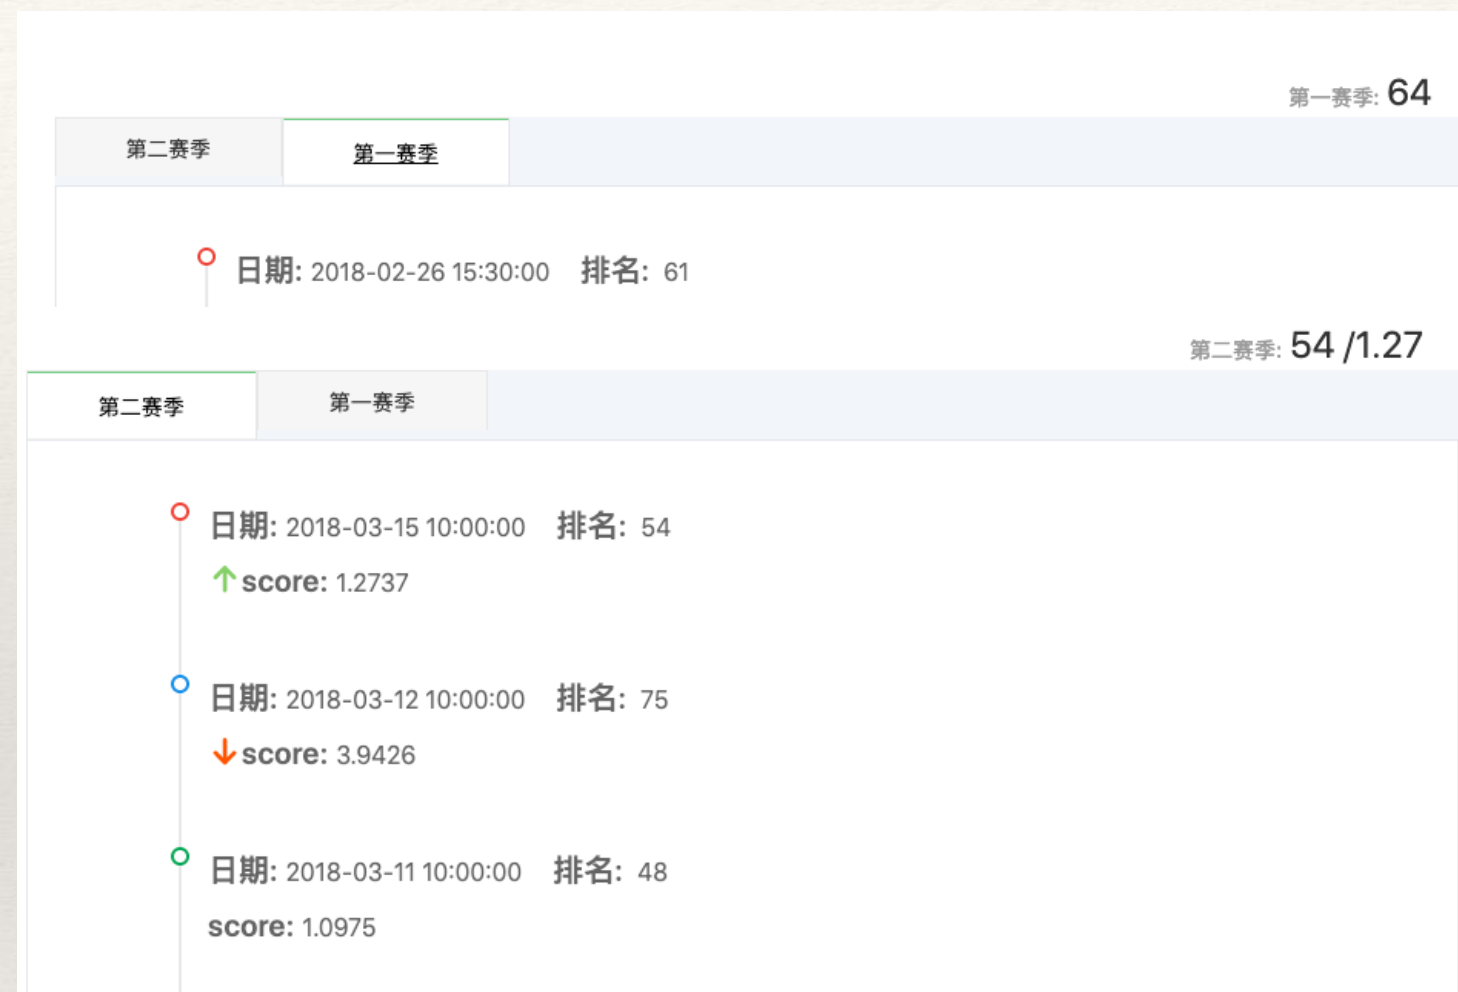 第一赛季: 64
第二赛季 第一赛季
日期: 2018-02-26 15:30:00 排名: 61
第二赛季: 54 /1.27
第二赛季 第一赛季
日期: 2018-03-15 10:00:00 排名: 54
↑score: 1.2737
日期: 2018-03-12 10:00:00 排名: 75
↓score: 3.9426
日期: 2018-03-11 10:00:00 排名: 48
score: 1.0975